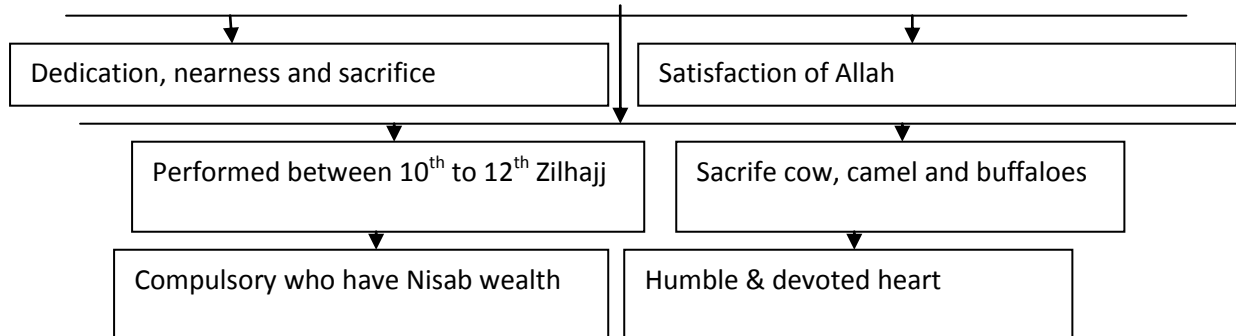 Dedication, nearness and sacrifice
Satisfaction of Allah
Performed between 10th to 12th Zilhajj
Sacrife cow, camel and buffaloes
Compulsory who have Nisab wealth
Humble & devoted heart